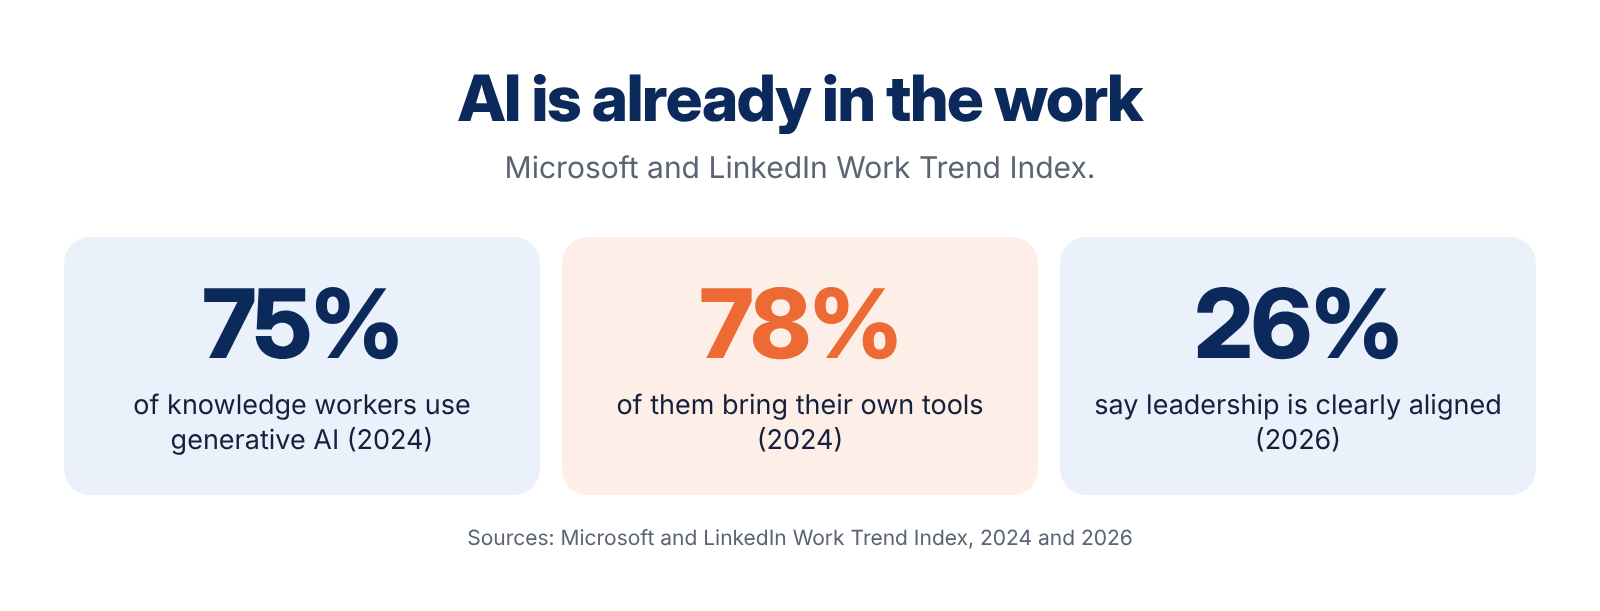 AI is already in the work
Microsoft and LinkedIn Work Trend Index.
75%
of knowledge workers use
generative AI (2024)
78%
of them bring their own tools
(2024)
26%
say leadership is clearly aligned
(2026)
Sources: Microsoft and LinkedIn Work Trend Index, 2024 and 2026